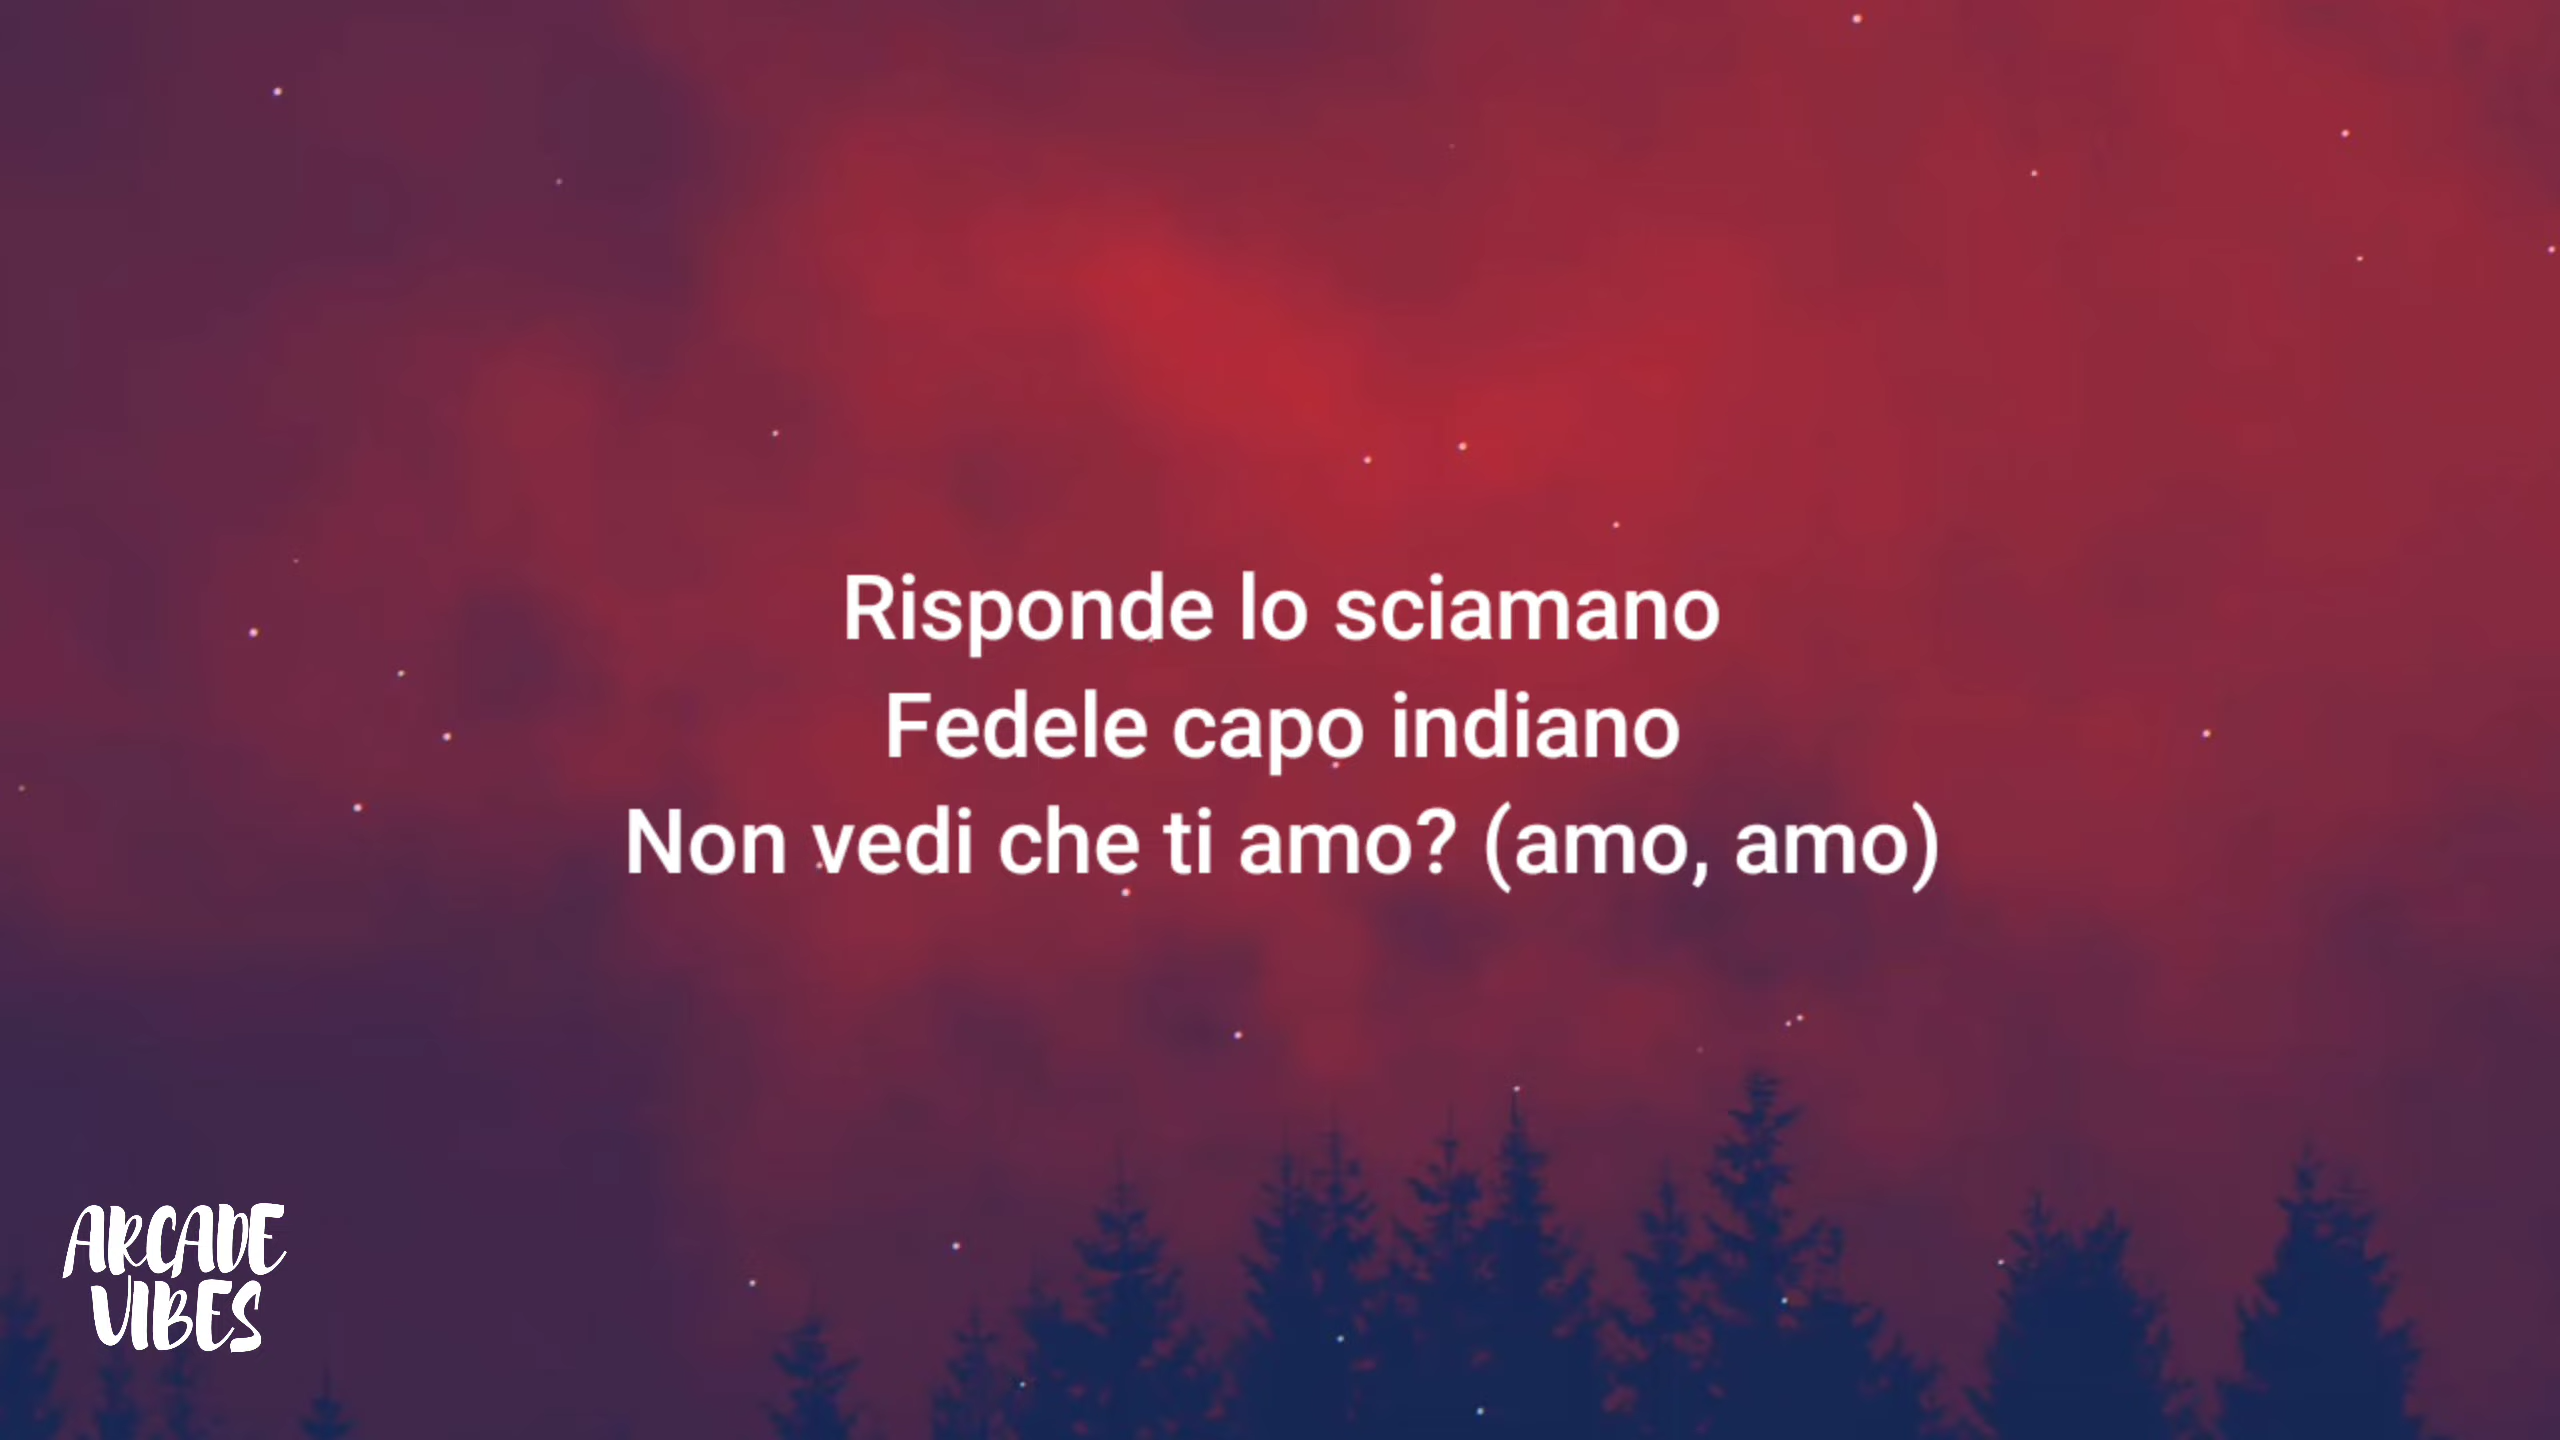 Risponde lo sciamano
Fedele capo indiano
Non vedi che ti amo? (amo, amo)
ARCADE
VIBES